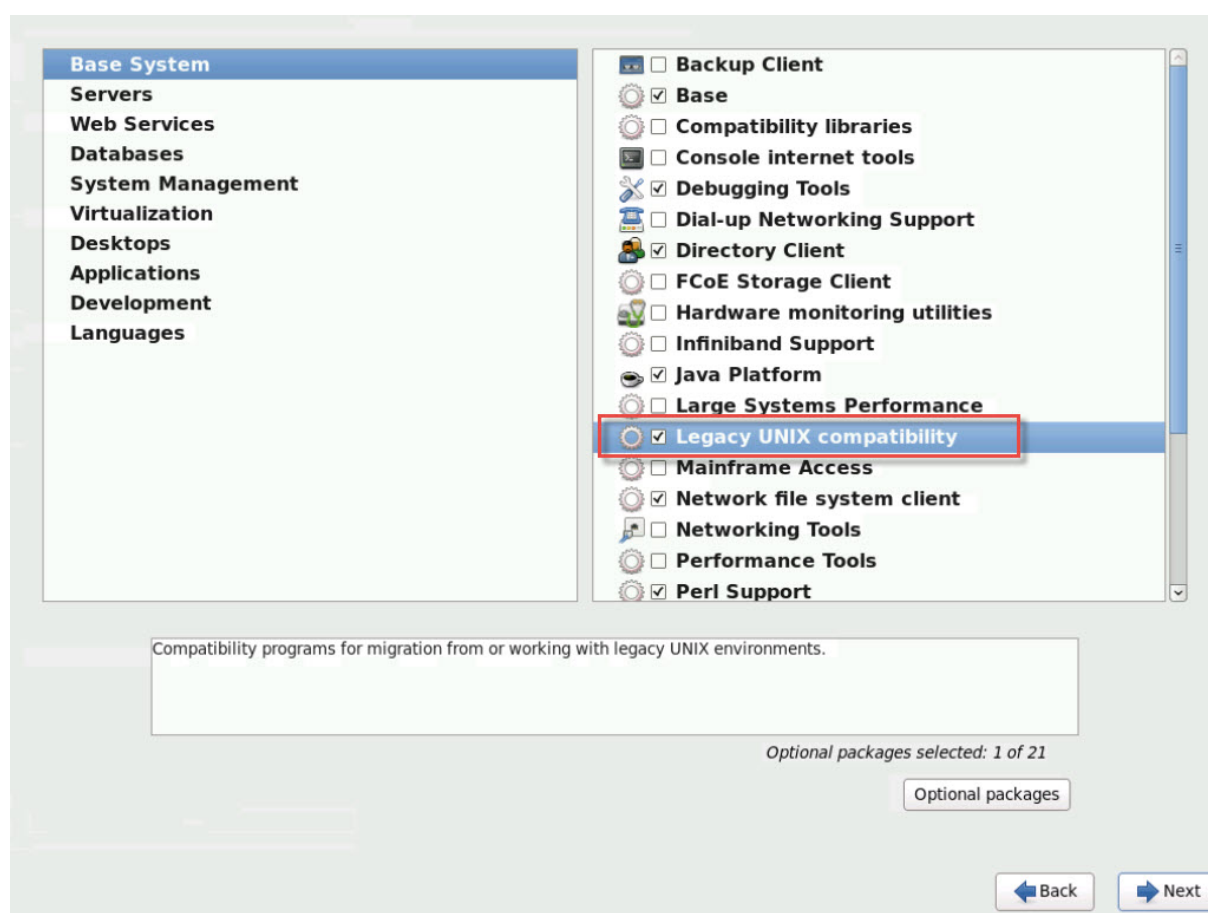 Base System
Servers
Web Services
Databases
System Management
Virtualization
Desktops
Applications
Development
Languages
Backup Client
Base
Compatibility libraries
Console internet tools
Debugging Tools
Dial-up Networking Support
Directory Client
FCoE Storage Client
Hardware monitoring utilities
Infiniband Support
Java Platform
Large Systems Performance
Legacy UNIX compatibility
Mainframe Access
Network file system client
Networking Tools
Performance Tools
Perl Support
Compatibility programs for migration from or working with legacy UNIX environments.
Optional packages selected: 1 of 21
Optional packages
Back
Next